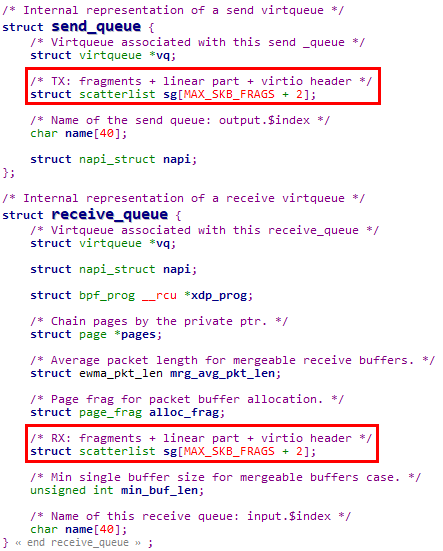 /* Internal representation of a send virtqueue */
struct send_queue {
/* Virtqueue associated with this send _queue */
struct virtqueue *vq;
/* TX: fragments + linear part + virtio header */
struct scatterlist sg[MAX_SKB_FRAGS + 2];
/* Name of the send queue: output.$index */
char name[40];
struct napi_struct napi;
};
/* Internal representation of a receive virtqueue */
struct receive_queue {
/* Virtqueue associated with this receive_queue */
struct virtqueue *vq;
struct napi_struct napi;
struct bpf_prog __rcu *xdp_prog;
/* Chain pages by the private ptr. */
struct page *pages;
/* Average packet length for mergeable receive buffers. */
struct ewma_pkt_len mrg_avg_pkt_len;
/* Page frag for packet buffer allocation. */
struct page_frag alloc_frag;
/* RX: fragments + linear part + virtio header */
struct scatterlist sg[MAX_SKB_FRAGS + 2];
/* Min single buffer size for mergeable buffers case. */
unsigned int min_buf_len;
/* Name of this receive queue: input.$index */
char name[40];
} « end receive_queue » ;